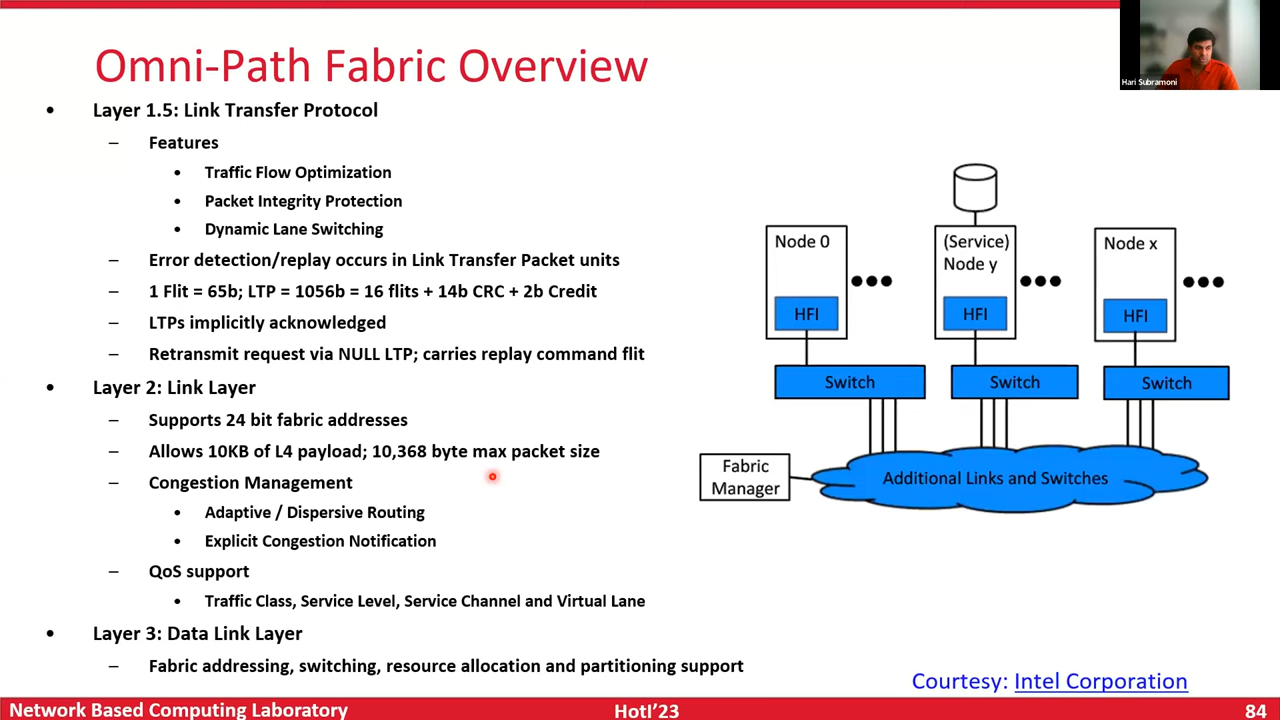 Omni-Path Fabric Overview
Hari Subramoni
• Layer 1.5: Link Transfer Protocol
– Features
• Traffic Flow Optimization
• Packet Integrity Protection
• Dynamic Lane Switching
– Error detection/replay occurs in Link Transfer Packet units
– 1 Flit = 65b; LTP = 1056b = 16 flits + 14b CRC + 2b Credit
– LTPs implicitly acknowledged
– Retransmit request via NULL LTP; carries replay command flit
• Layer 2: Link Layer
– Supports 24 bit fabric addresses
– Allows 10KB of L4 payload; 10,368 byte max packet size
– Congestion Management
• Adaptive / Dispersive Routing
• Explicit Congestion Notification
– QoS support
• Traffic Class, Service Level, Service Channel and Virtual Lane
• Layer 3: Data Link Layer
– Fabric addressing, switching, resource allocation and partitioning support
Node 0
HFI
(Service)
Node y
HFI
Node x
HFI
Switch
Switch
Switch
Fabric
Manager
Additional Links and Switches
Courtesy: Intel Corporation
Network Based Computing Laboratory
HotI'23
84